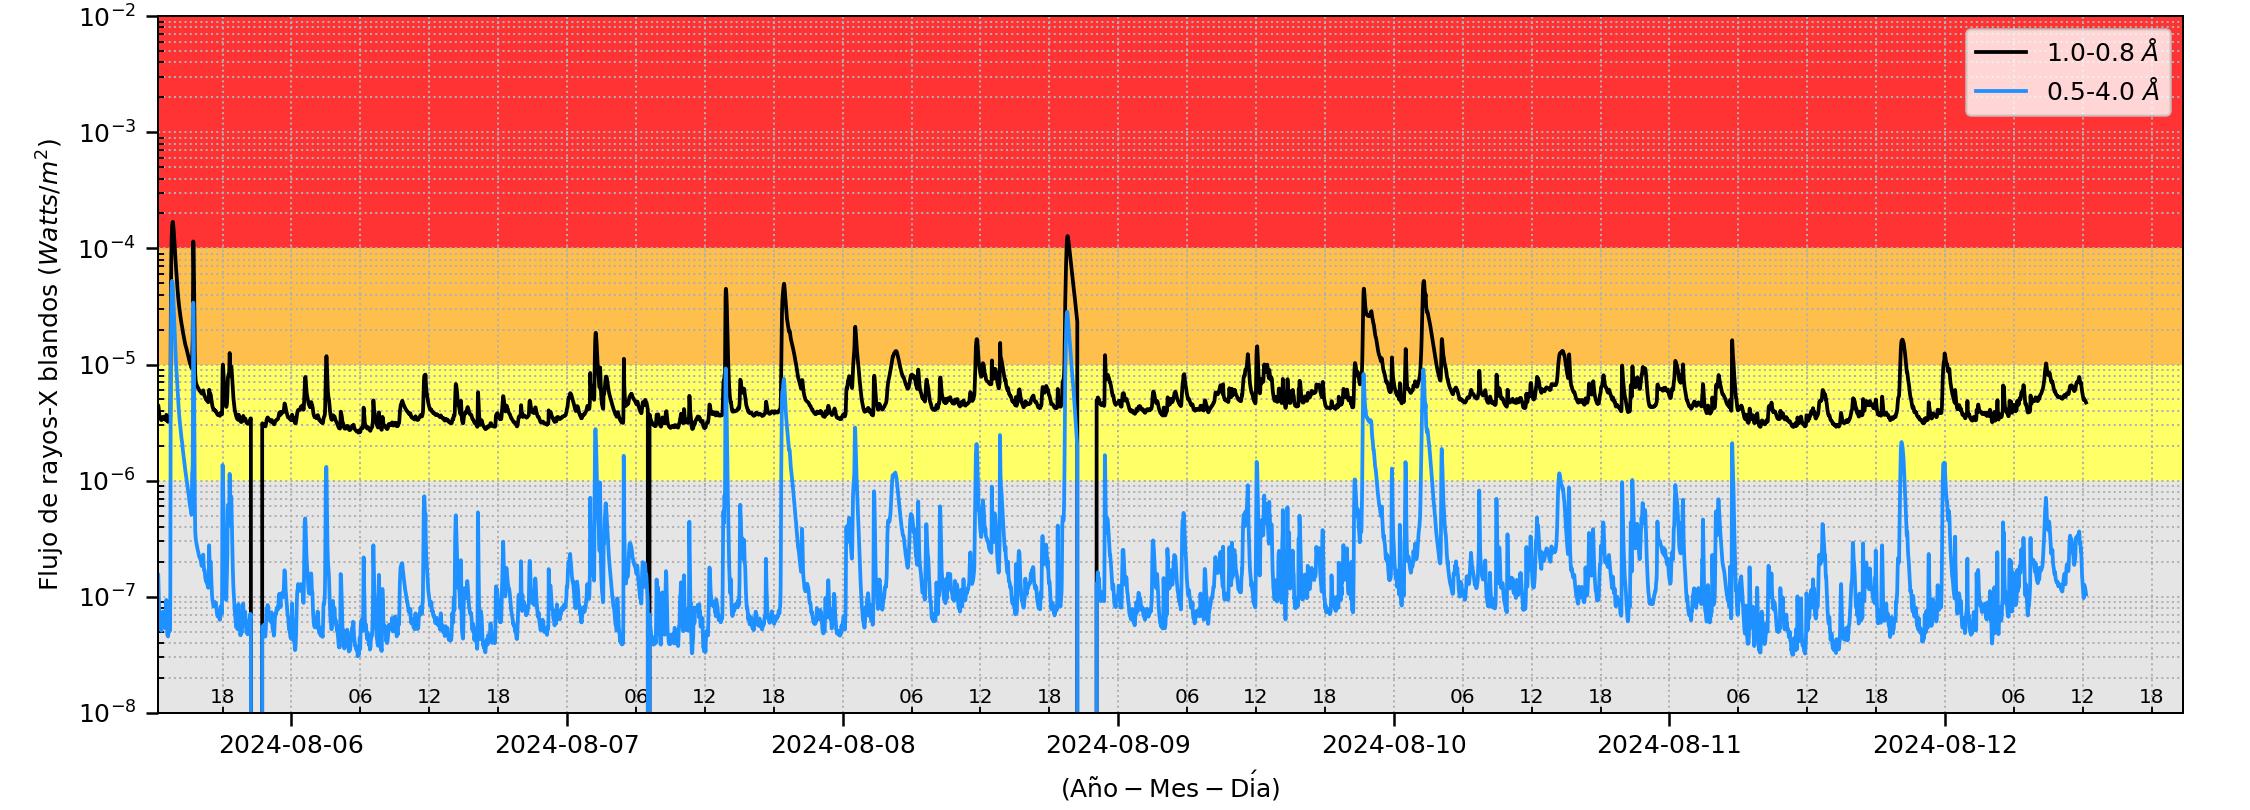 10⁻²
10⁻³
10⁻⁴
10⁻⁵
10⁻⁶
10⁻⁷
10⁻⁸
Flujo de rayos-X blandos (Watts/m²)
1.0-0.8 Å
0.5-4.0 Å
18 06 12 18 06 12 18 06 12 18 06 12 18 06 12 18 06 12 18 06 12 18
2024-08-06 2024-08-07 2024-08-08 2024-08-09 2024-08-10 2024-08-11 2024-08-12
(Año − Mes − Día)